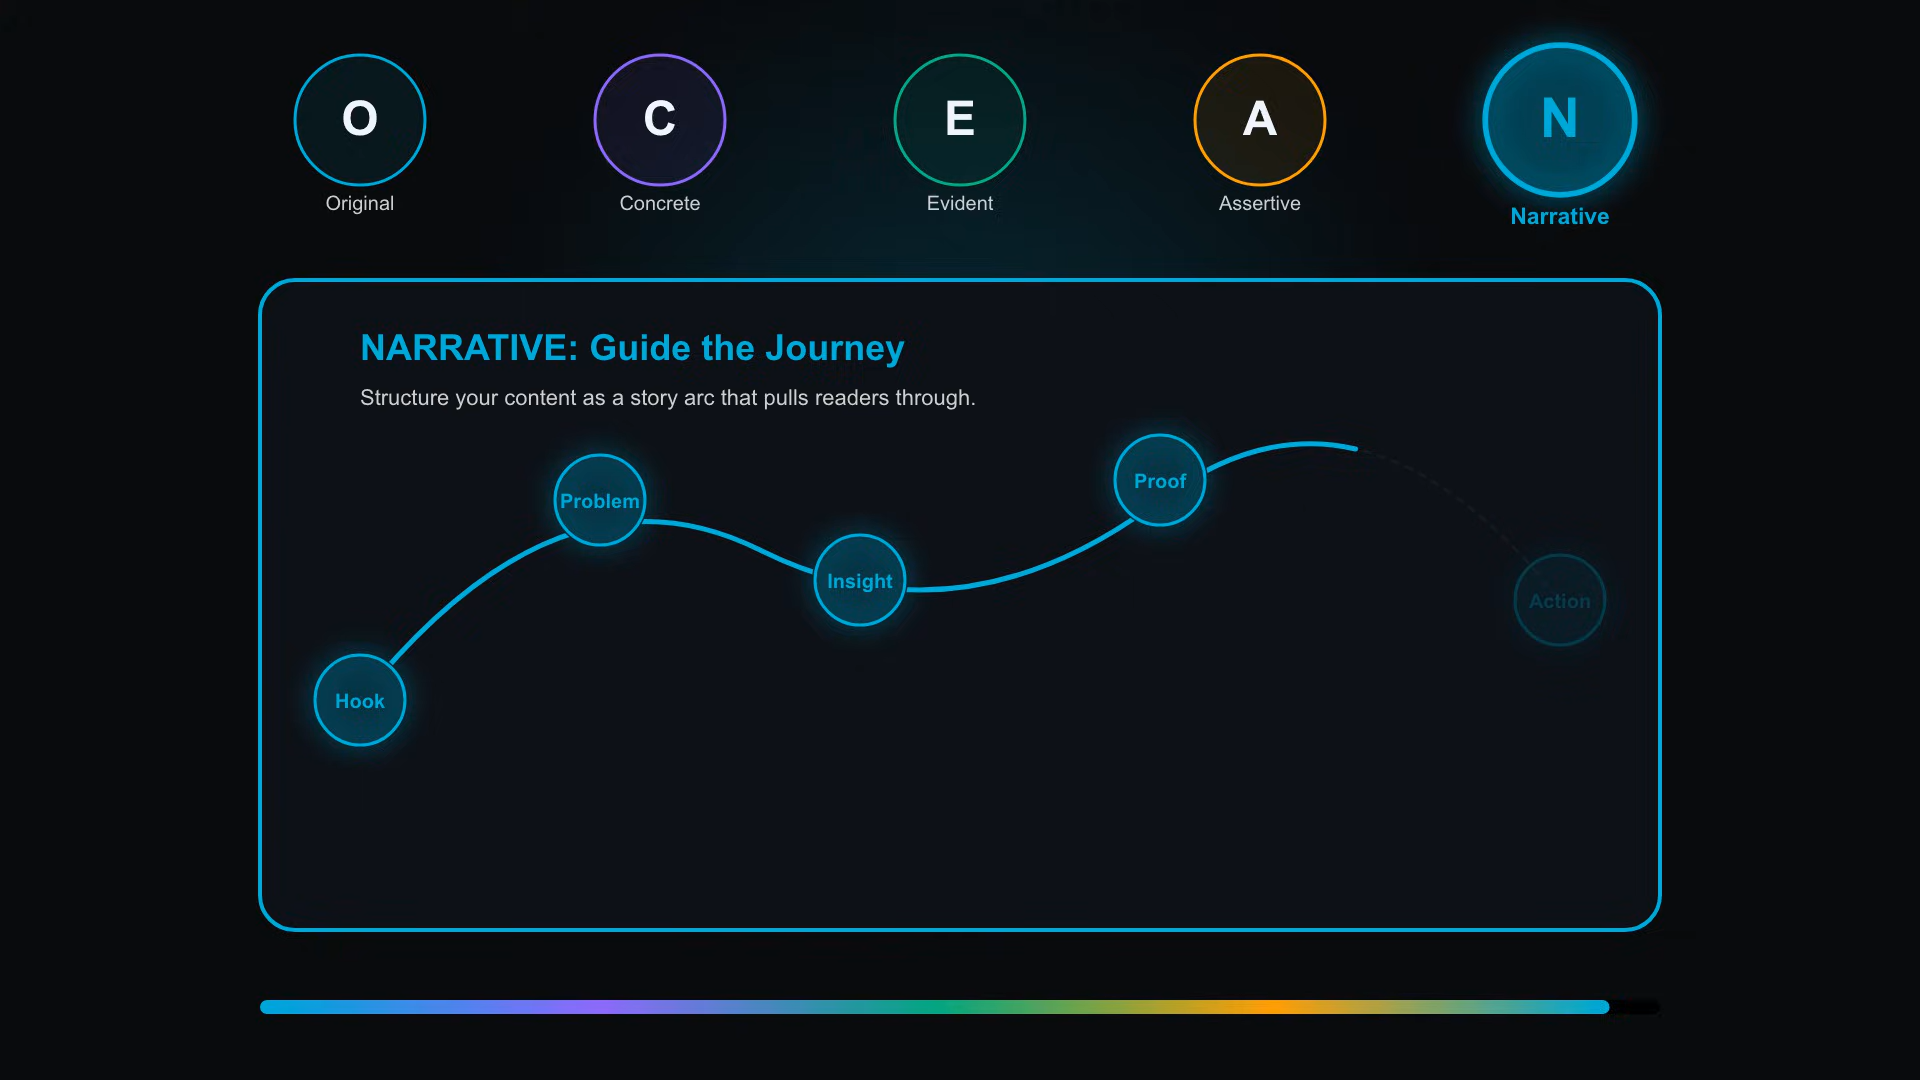 O
C
E
A
N
Original
Concrete
Evident
Assertive
Narrative
NARRATIVE: Guide the Journey
Structure your content as a story arc that pulls readers through.
Hook
Problem
Insight
Proof
Action